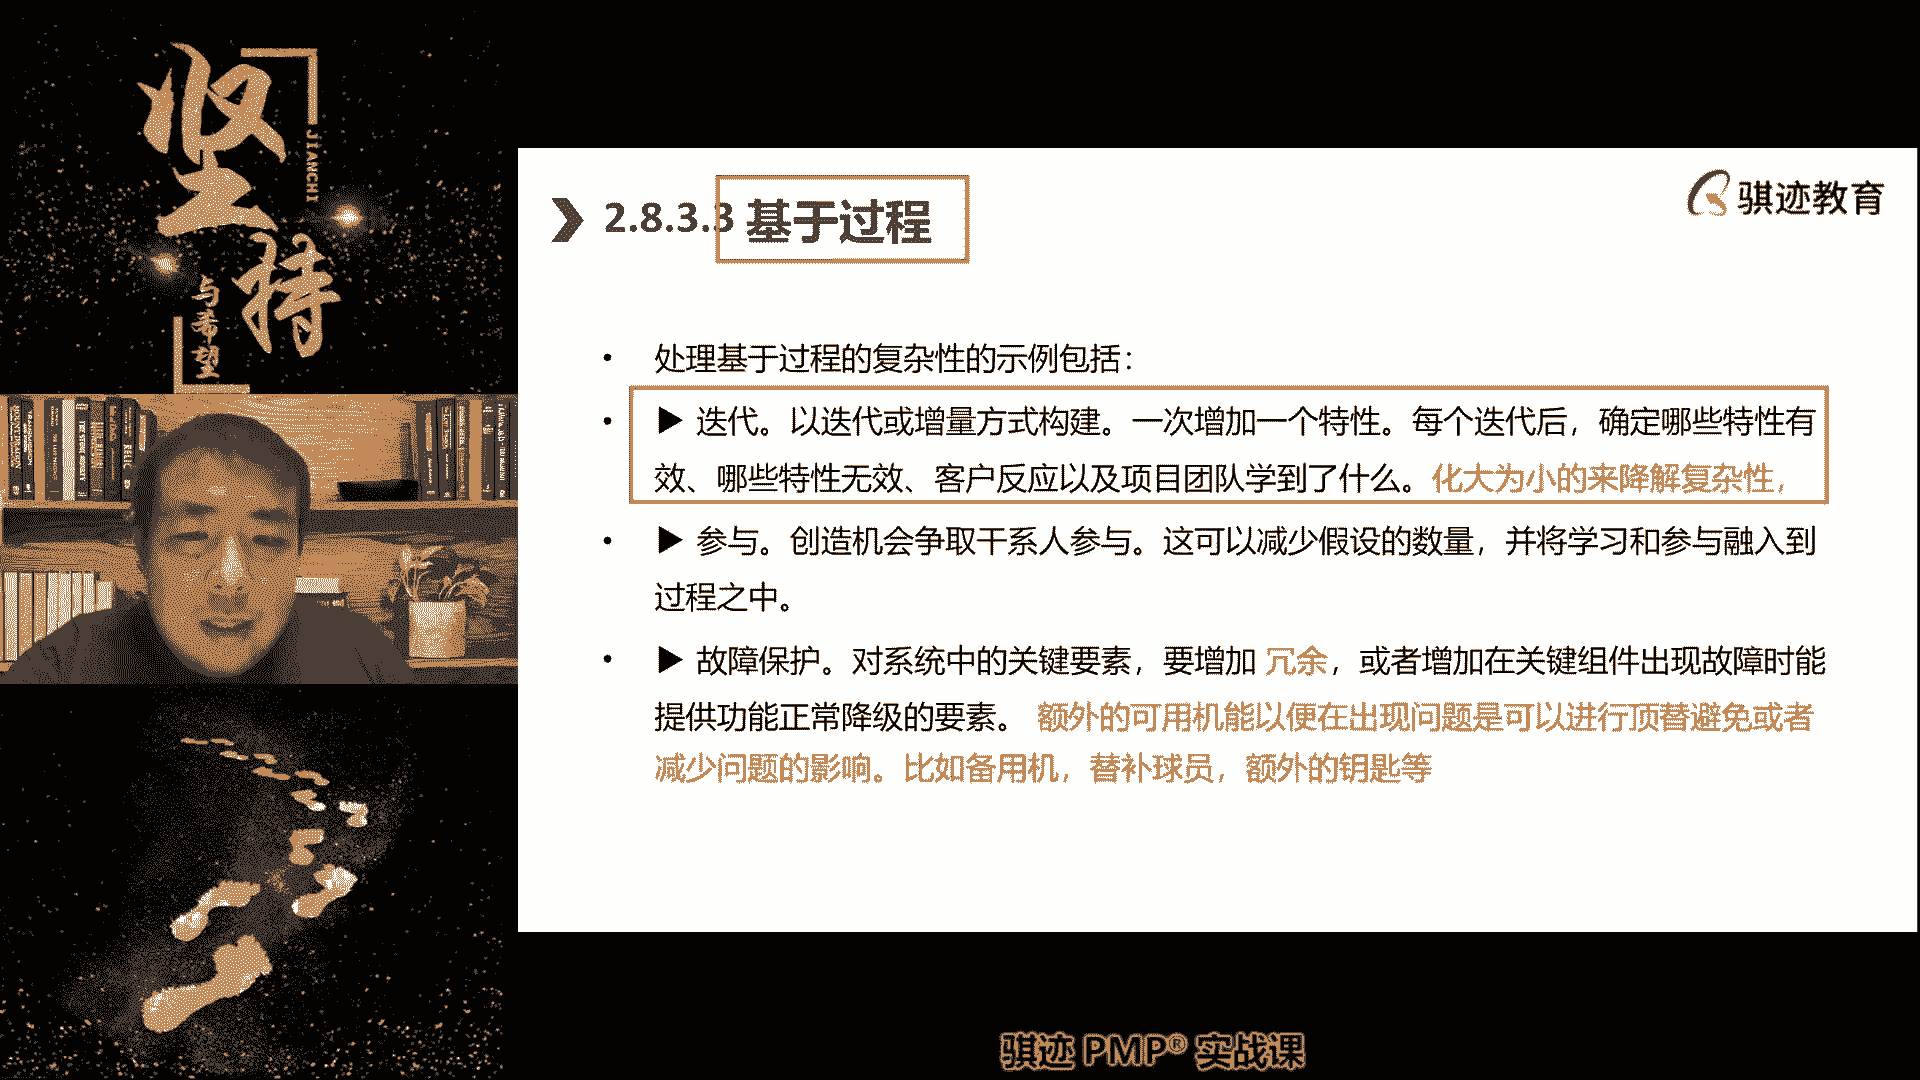 坚持
JIANCHI
与希望
骐迹教育
2.8.3.3 基于过程
• 处理基于过程的复杂性的示例包括：
• ▶ 迭代。以迭代或增量方式构建。一次增加一个特性。每个迭代后，确定哪些特性有
效、哪些特性无效、客户反应以及项目团队学到了什么。化大为小的来降解复杂性，
• ▶ 参与。创造机会争取干系人参与。这可以减少假设的数量，并将学习和参与融入到
过程之中。
• ▶ 故障保护。对系统中的关键要素，要增加 冗余，或者增加在关键组件出现故障时能
提供功能正常降级的要素。 额外的可用机能以便在出现问题是可以进行顶替避免或者
减少问题的影响。比如备用机，替补球员，额外的钥匙等
骐迹 PMP® 实战课